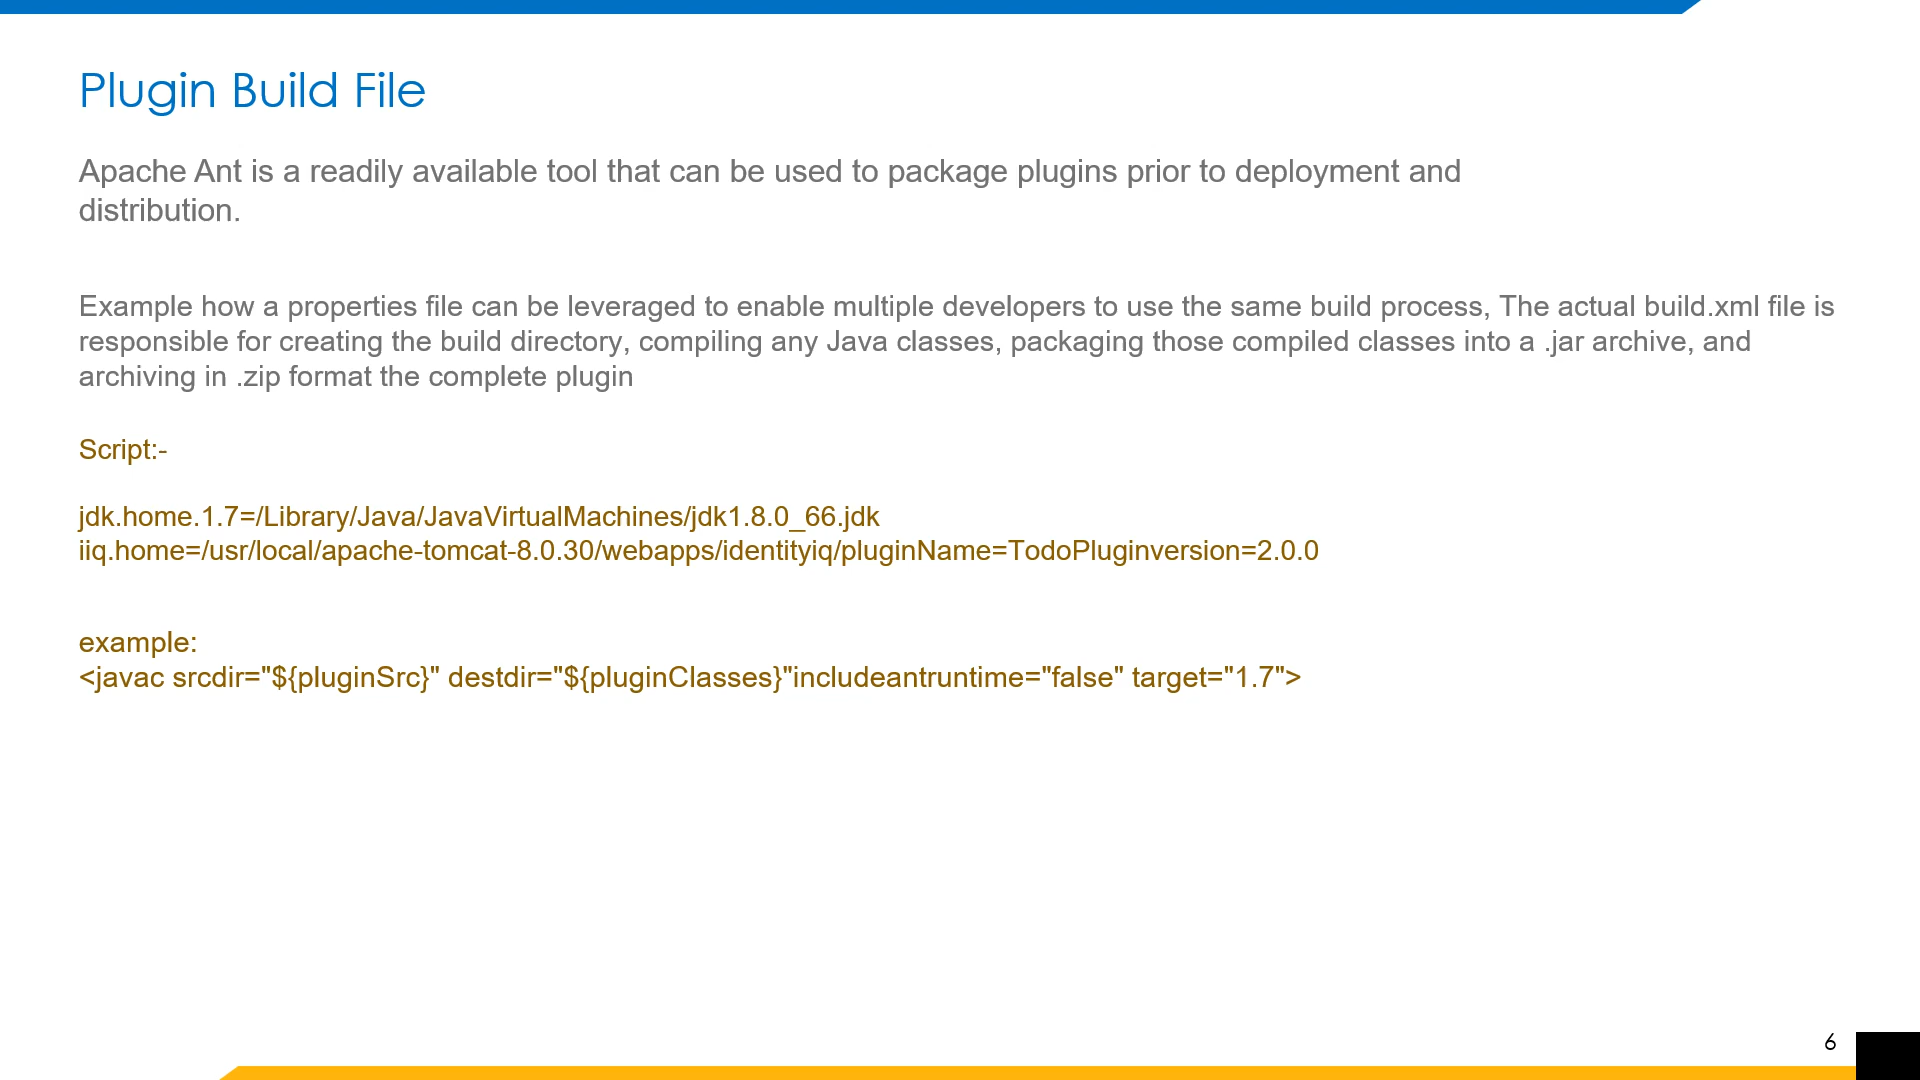 Plugin Build File
Apache Ant is a readily available tool that can be used to package plugins prior to deployment and
distribution.
Example how a properties file can be leveraged to enable multiple developers to use the same build process, The actual build.xml file is
responsible for creating the build directory, compiling any Java classes, packaging those compiled classes into a .jar archive, and
archiving in .zip format the complete plugin
Script:-
jdk.home.1.7=/Library/Java/JavaVirtualMachines/jdk1.8.0_66.jdk
iiq.home=/usr/local/apache-tomcat-8.0.30/webapps/identityiq/pluginName=TodoPluginversion=2.0.0
example:
<javac srcdir="${pluginSrc}" destdir="${pluginClasses}"includeantruntime="false" target="1.7">
6